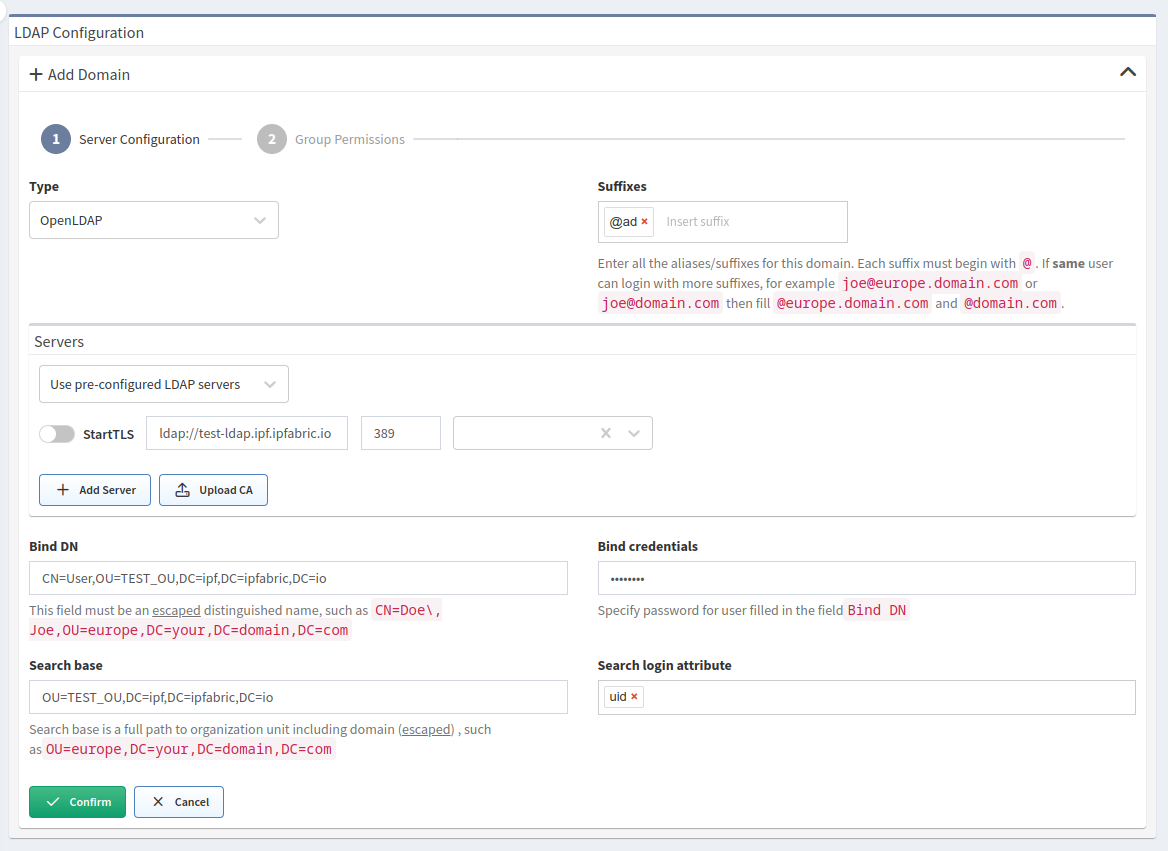 LDAP Configuration
+ Add Domain
1 Server Configuration 2 Group Permissions
Type
OpenLDAP
Suffixes
@ad × Insert suffix
Enter all the aliases/suffixes for this domain. Each suffix must begin with @ . If same user
can login with more suffixes, for example joe@europe.domain.com or
joe@domain.com then fill @europe.domain.com and @domain.com .
Servers
Use pre-configured LDAP servers
StartTLS ldap://test-ldap.ipf.ipfabric.io 389
+ Add Server Upload CA
Bind DN
CN=User,OU=TEST_OU,DC=ipf,DC=ipfabric,DC=io
This field must be an escaped distinguished name, such as CN=Doe\,
Joe,OU=europe,DC=your,DC=domain,DC=com
Bind credentials
••••••••
Specify password for user filled in the field Bind DN
Search base
OU=TEST_OU,DC=ipf,DC=ipfabric,DC=io
Search base is a full path to organization unit including domain (escaped) , such
as OU=europe,DC=your,DC=domain,DC=com
Search login attribute
uid ×
Confirm Cancel